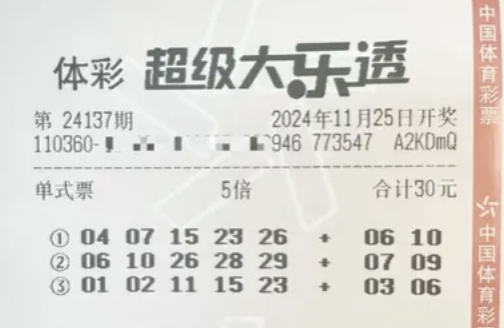 体彩 超级大乐透
第 24137期 2024年11月25日开奖
110360- 946 773547 A2KDmQ
单式票 5倍 合计30元
① 04 07 15 23 26 + 06 10
② 06 10 26 28 29 + 07 09
③ 01 02 11 15 23 + 03 06
中国体育彩票
中国体育彩